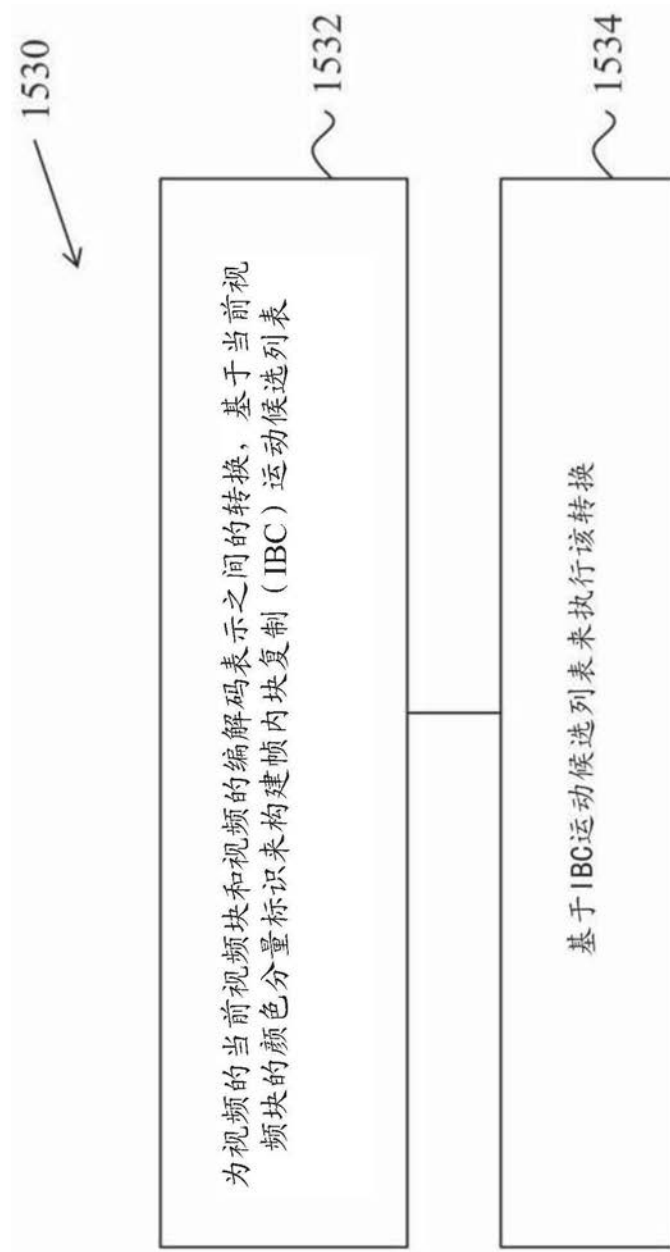 1530
为视频的当前视频块和视频的编解码表示之间的转换，基于当前视
频块的颜色分量标识来构建帧内块复制（IBC）运动候选列表
1532
基于IBC运动候选列表来执行该转换
1534